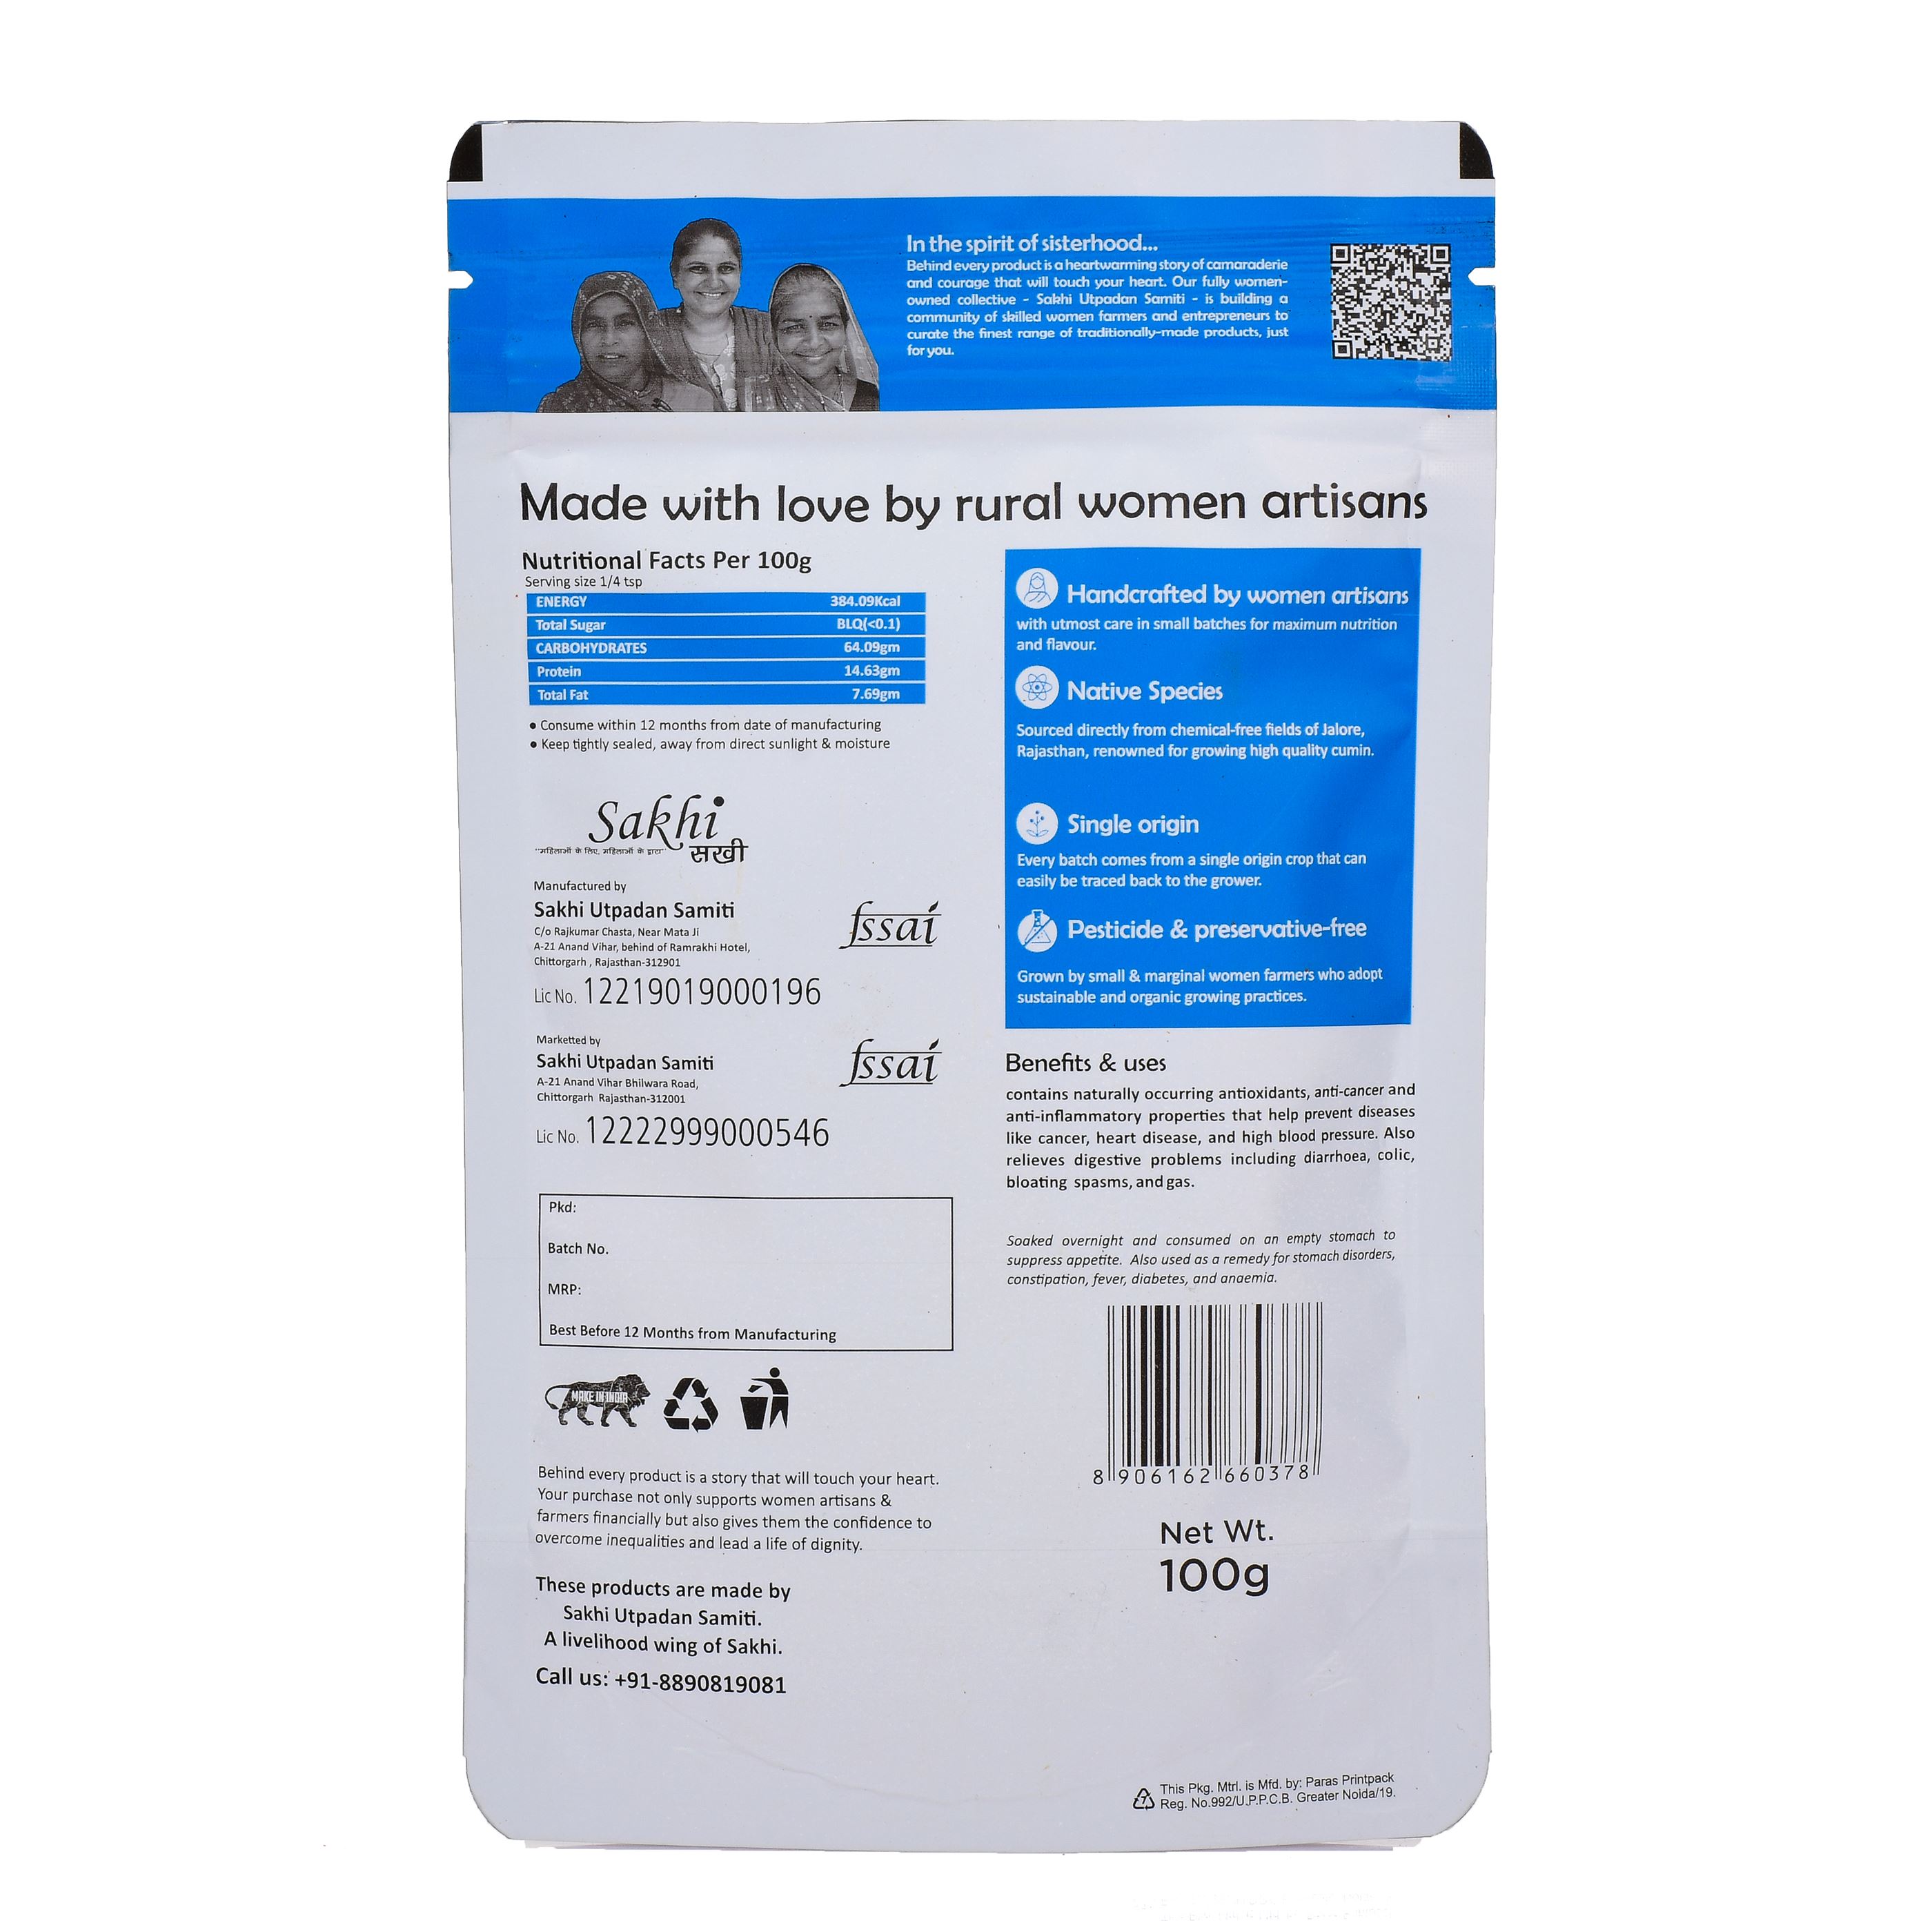 In the spirit of sisterhood...
Behind every product is a heartwarming story of camaraderie
and courage that will touch your heart. Our fully women-
owned collective - Sakhi Utpadan Samiti - is building a
community of skilled women farmers and entrepreneurs to
curate the finest range of traditionally-made products, just
for you.
Made with love by rural women artisans
Nutritional Facts Per 100g
Serving size 1/4 tsp
ENERGY 384.09Kcal
Total Sugar BLQ(<0.1)
CARBOHYDRATES 64.09gm
Protein 14.63gm
Total Fat 7.69gm
• Consume within 12 months from date of manufacturing
• Keep tightly sealed, away from direct sunlight & moisture
Sakhi
"महिलाओं के लिए, महिलाओं के द्वारा"
सखी
Manufactured by
Sakhi Utpadan Samiti
C/o Rajkumar Chasta, Near Mata Ji
A-21 Anand Vihar, behind of Ramrakhi Hotel,
Chittorgarh , Rajasthan-312901
fssai
Lic No. 12219019000196
Marketted by
Sakhi Utpadan Samiti
A-21 Anand Vihar Bhilwara Road,
Chittorgarh Rajasthan-312001
fssai
Lic No. 12222999000546
Pkd:
Batch No.
MRP:
Best Before 12 Months from Manufacturing
MAKE IN INDIA
Behind every product is a story that will touch your heart.
Your purchase not only supports women artisans &
farmers financially but also gives them the confidence to
overcome inequalities and lead a life of dignity.
These products are made by
Sakhi Utpadan Samiti.
A livelihood wing of Sakhi.
Call us: +91-8890819081
Handcrafted by women artisans
with utmost care in small batches for maximum nutrition
and flavour.
Native Species
Sourced directly from chemical-free fields of Jalore,
Rajasthan, renowned for growing high quality cumin.
Single origin
Every batch comes from a single origin crop that can
easily be traced back to the grower.
Pesticide & preservative-free
Grown by small & marginal women farmers who adopt
sustainable and organic growing practices.
Benefits & uses
contains naturally occurring antioxidants, anti-cancer and
anti-inflammatory properties that help prevent diseases
like cancer, heart disease, and high blood pressure. Also
relieves digestive problems including diarrhoea, colic,
bloating spasms, and gas.
Soaked overnight and consumed on an empty stomach to
suppress appetite. Also used as a remedy for stomach disorders,
constipation, fever, diabetes, and anaemia.
8 906162 660378
Net Wt.
100g
7
This Pkg. Mtrl. is Mfd. by: Paras Printpack
Reg. No.992/U.P.P.C.B. Greater Noida/19.